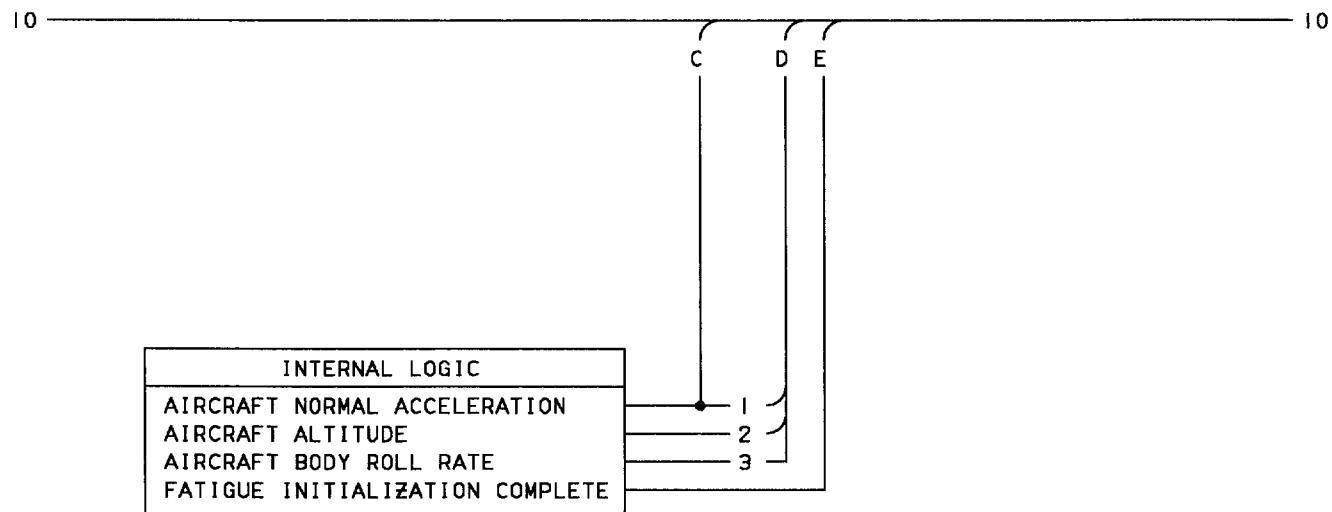 10 10
C D E
INTERNAL LOGIC
AIRCRAFT NORMAL ACCELERATION 1
AIRCRAFT ALTITUDE 2
AIRCRAFT BODY ROLL RATE 3
FATIGUE INITIALIZATION COMPLETE